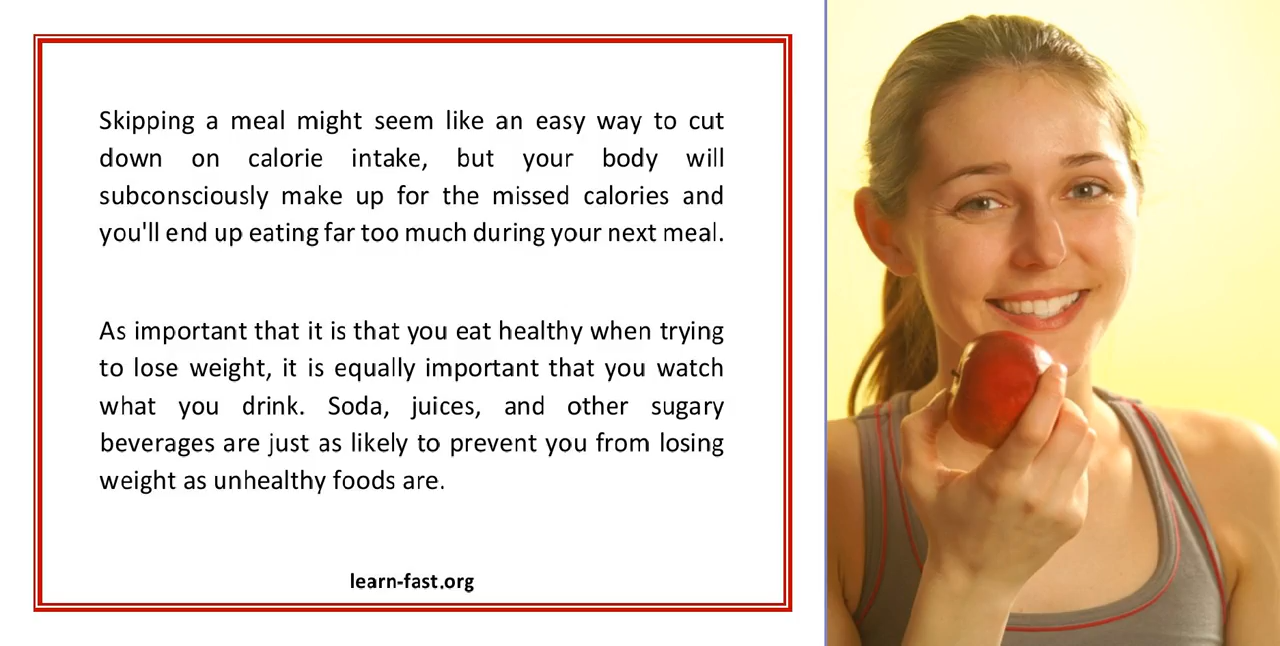 Skipping a meal might seem like an easy way to cut
down on calorie intake, but your body will
subconsciously make up for the missed calories and
you'll end up eating far too much during your next meal.
As important that it is that you eat healthy when trying
to lose weight, it is equally important that you watch
what you drink. Soda, juices, and other sugary
beverages are just as likely to prevent you from losing
weight as unhealthy foods are.
learn-fast.org